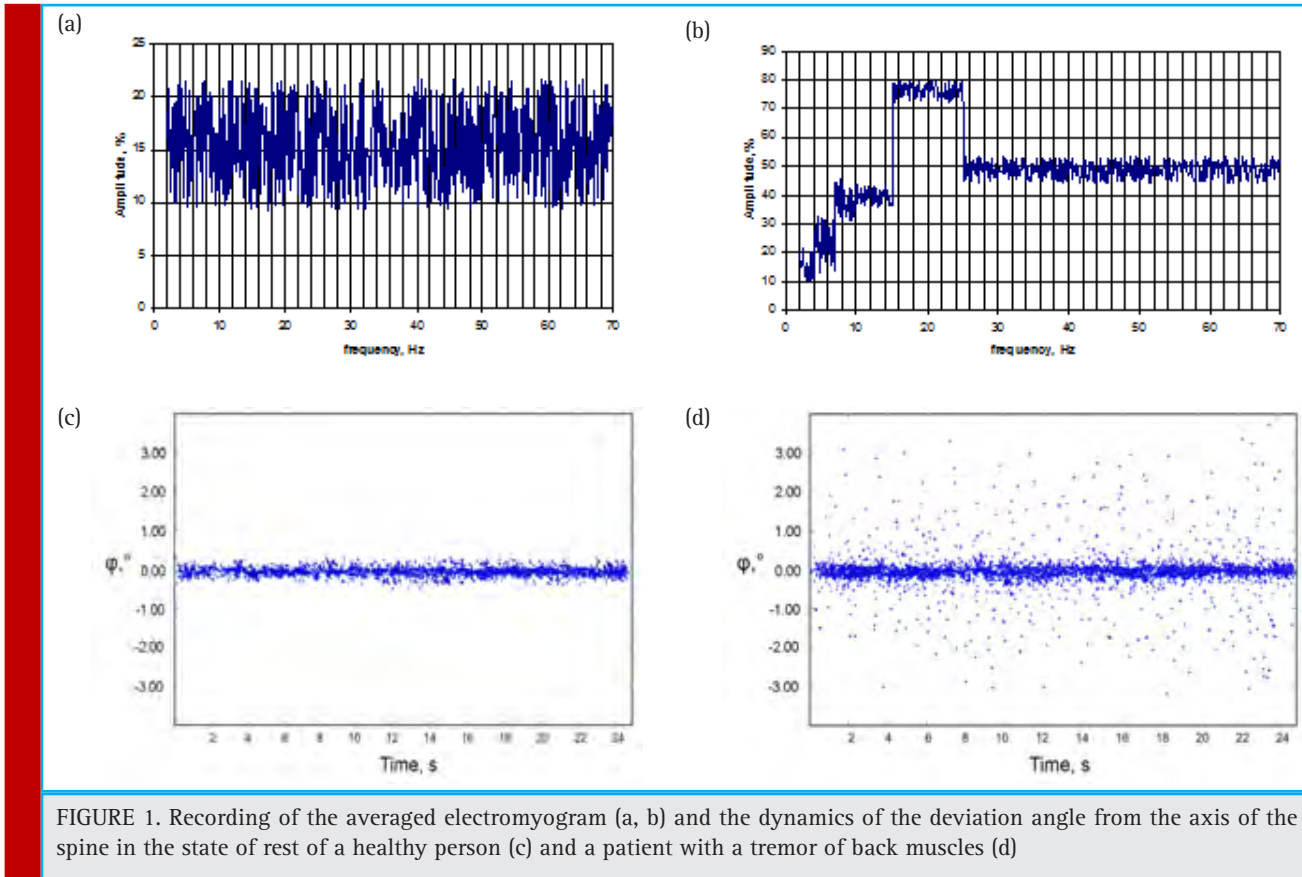 (a)
25
20
15
10
5
0
Amplitude, %
0 10 20 30 40 50 60 70
frequency, Hz
(b)
90
80
70
60
50
40
30
20
10
0
Amplitude, %
0 10 20 30 40 50 60 70
frequency, Hz
(c)
3.00
2.00
1.00
φ,° 0.00
-1.00
-2.00
-3.00
2 4 6 8 10 12 14 16 18 20 22 24
Time, s
(d)
3.00
2.00
1.00
φ,° 0.00
-1.00
-2.00
-3.00
2 4 6 8 10 12 14 16 18 20 22 24
Time, s
FIGURE 1. Recording of the averaged electromyogram (a, b) and the dynamics of the deviation angle from the axis of the
spine in the state of rest of a healthy person (c) and a patient with a tremor of back muscles (d)